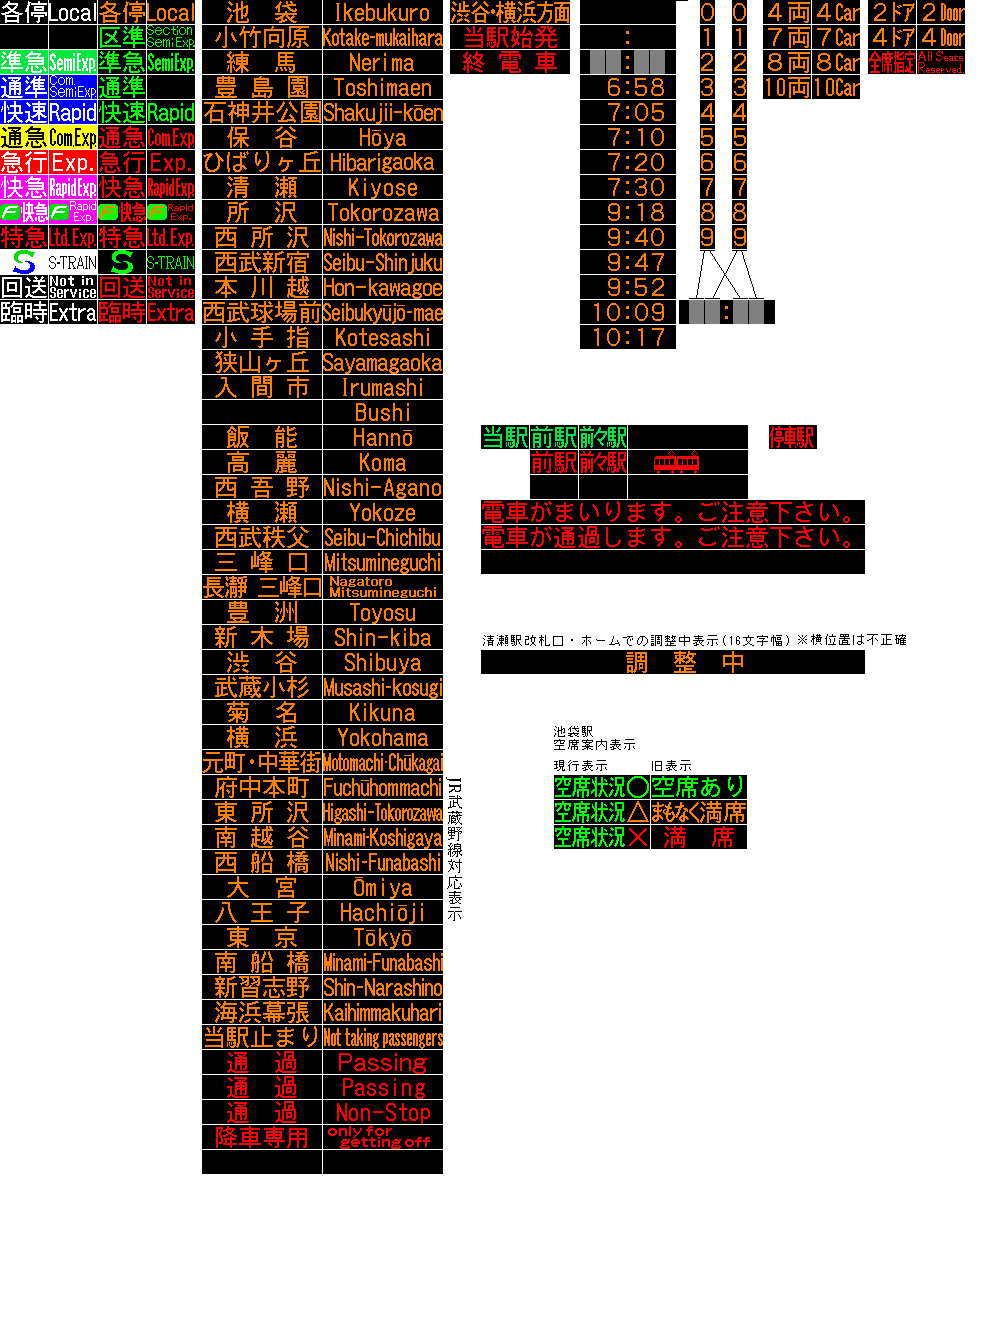 各停 Local 各停 Local
区準 Section SemiExp.
準急 SemiExp. 準急 SemiExp.
通準 Com. SemiExp. 通準
快速 Rapid 快速 Rapid
通急 Com.Exp. 通急 Com.Exp.
急行 Exp. 急行 Exp.
快急 RapidExp. 快急 RapidExp.
F快急 F Rapid Exp. F快急 F Rapid Exp.
特急 Ltd.Exp. 特急 Ltd.Exp.
S S-TRAIN S S-TRAIN
回送 Not in Service 回送 Not in Service
臨時 Extra 臨時 Extra
池袋 Ikebukuro
小竹向原 Kotake-mukaihara
練馬 Nerima
豊島園 Toshimaen
石神井公園 Shakujii-kōen
保谷 Hōya
ひばりヶ丘 Hibarigaoka
清瀬 Kiyose
所沢 Tokorozawa
西所沢 Nishi-Tokorozawa
西武新宿 Seibu-Shinjuku
本川越 Hon-kawagoe
西武球場前 Seibukyūjō-mae
小手指 Kotesashi
狭山ヶ丘 Sayamagaoka
入間市 Irumashi
Bushi
飯能 Hannō
高麗 Koma
西吾野 Nishi-Agano
横瀬 Yokoze
西武秩父 Seibu-Chichibu
三峰口 Mitsumineguchi
長瀞 三峰口 Nagatoro Mitsumineguchi
豊洲 Toyosu
新木場 Shin-kiba
渋谷 Shibuya
武蔵小杉 Musashi-kosugi
菊名 Kikuna
横浜 Yokohama
元町・中華街 Motomachi-Chūkagai
府中本町 Fuchūhommachi
東所沢 Higashi-Tokorozawa
南越谷 Minami-Koshigaya
西船橋 Nishi-Funabashi
大宮 Ōmiya
八王子 Hachiōji
東京 Tōkyō
南船橋 Minami-Funabashi
新習志野 Shin-Narashino
海浜幕張 Kaihimmakuhari
当駅止まり Not taking passengers
通過 Passing
通過 Passing
通過 Non-Stop
降車専用 only for getting off
JR武蔵野線対応表示
渋谷・横浜方面
当駅始発
終電車
:
:
6:58
7:05
7:10
7:20
7:30
9:18
9:40
9:47
9:52
10:09
10:17
0 0
1 1
2 2
3 3
4 4
5 5
6 6
7 7
8 8
9 9
:
4両 4Car
7両 7Car
8両 8Car
10両 10Car
2ドア 2Door
4ドア 4Door
全席指定 All Seats Reserved
当駅 前駅 前々駅
前駅 前々駅
停車駅
電車がまいります。ご注意下さい。
電車が通過します。ご注意下さい。
清瀬駅改札口・ホームでの調整中表示(16文字幅) ※横位置は不正確
調整中
池袋駅
空席案内表示
現行表示 旧表示
空席状況○ 空席あり
空席状況△ まもなく満席
空席状況× 満席